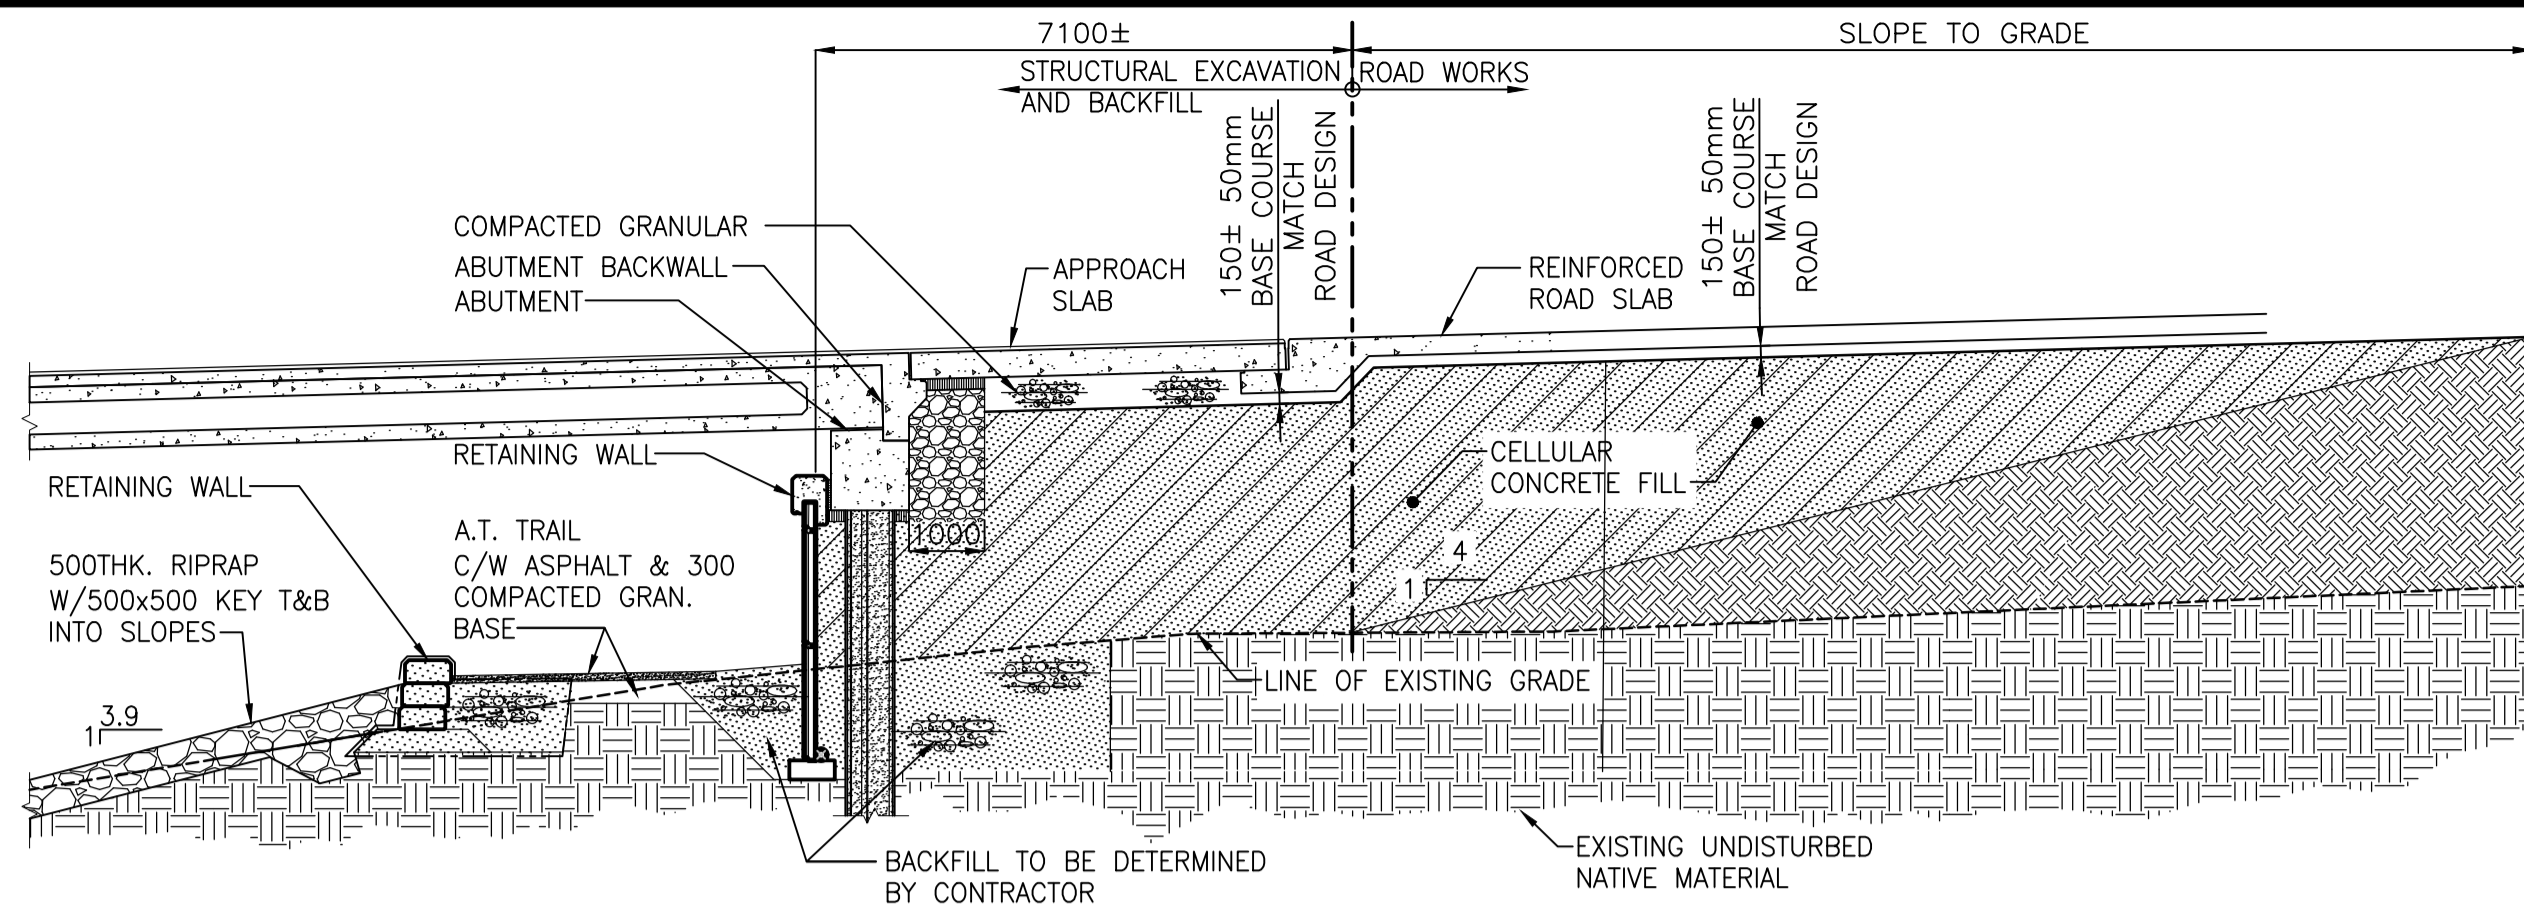 7100±
SLOPE TO GRADE
STRUCTURAL EXCAVATION
AND BACKFILL
ROAD WORKS
150± 50mm
BASE COURSE
MATCH
ROAD DESIGN
150± 50mm
BASE COURSE
MATCH
ROAD DESIGN
COMPACTED GRANULAR
ABUTMENT BACKWALL
ABUTMENT
APPROACH
SLAB
REINFORCED
ROAD SLAB
RETAINING WALL
RETAINING WALL
CELLULAR
CONCRETE FILL
A.T. TRAIL
C/W ASPHALT & 300
COMPACTED GRAN.
BASE
500THK. RIPRAP
W/500x500 KEY T&B
INTO SLOPES
1000
4
1
LINE OF EXISTING GRADE
3.9
1
BACKFILL TO BE DETERMINED
BY CONTRACTOR
EXISTING UNDISTURBED
NATIVE MATERIAL